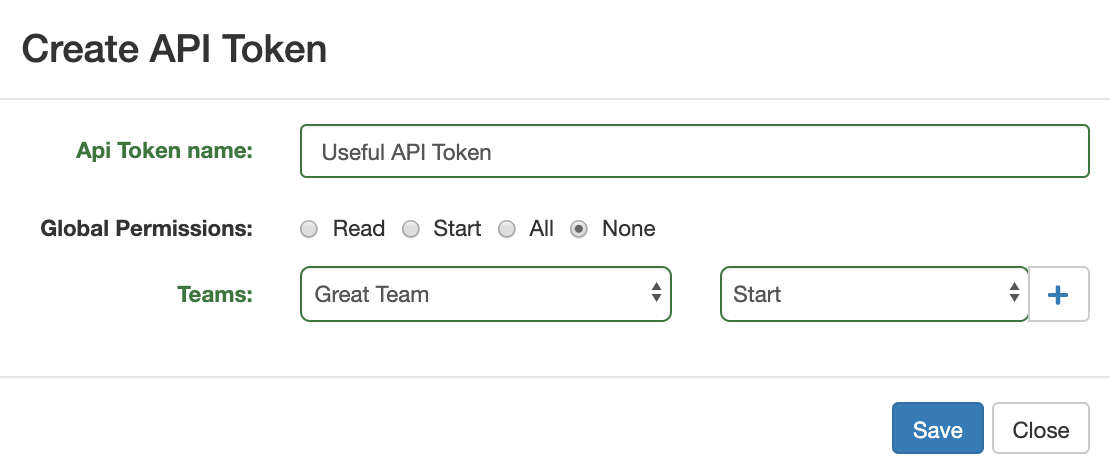 Create API Token
Api Token name: Useful API Token
Global Permissions: Read Start All None
Teams: Great Team Start +
Save Close